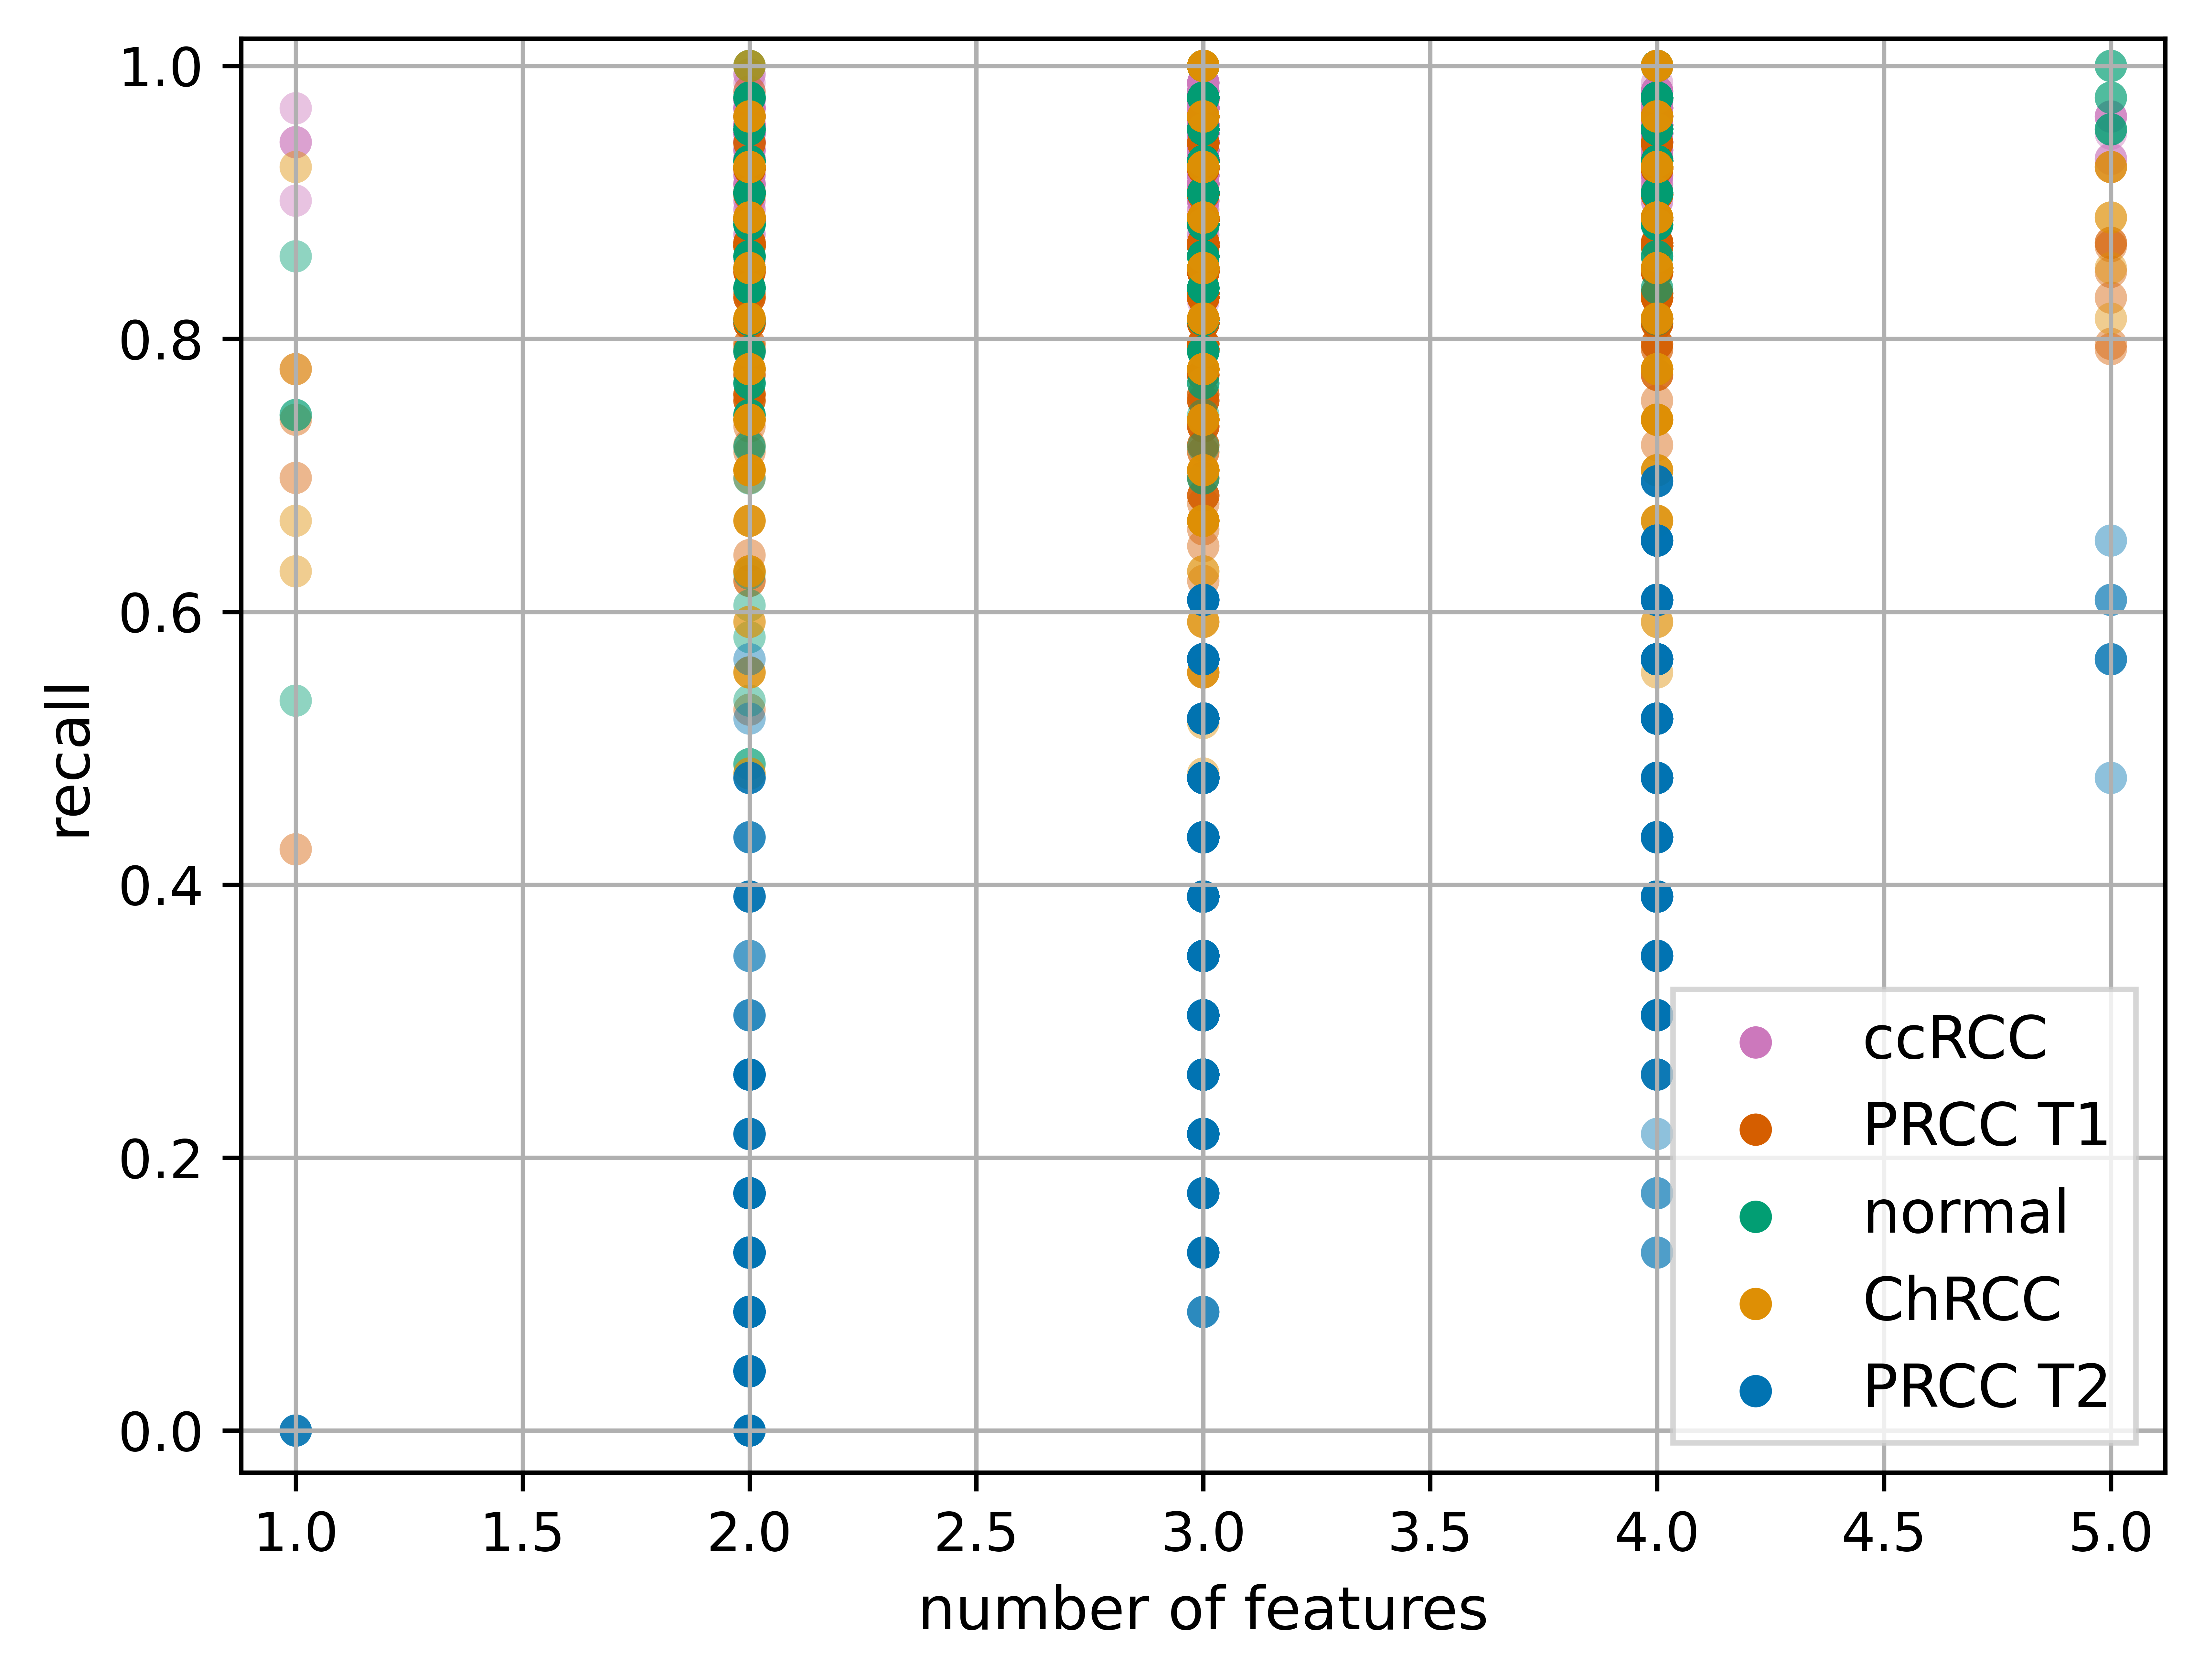 1.0
0.8
0.6
0.4
0.2
0.0
recall
ccRCC
PRCC T1
normal
ChRCC
PRCC T2
1.0 1.5 2.0 2.5 3.0 3.5 4.0 4.5 5.0
number of features